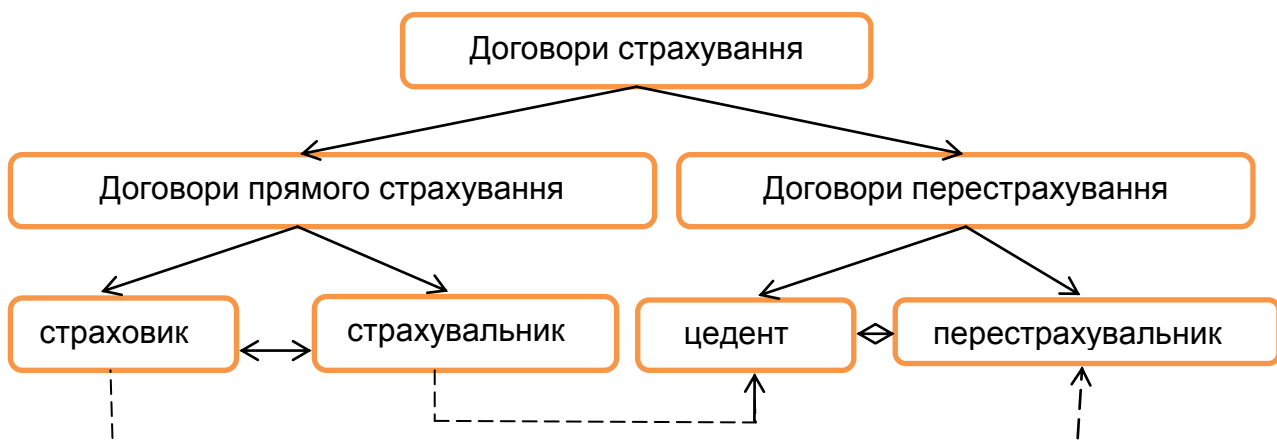 Договори страхування
Договори прямого страхування
Договори перестрахування
страховик
страхувальник
цедент
перестрахувальник